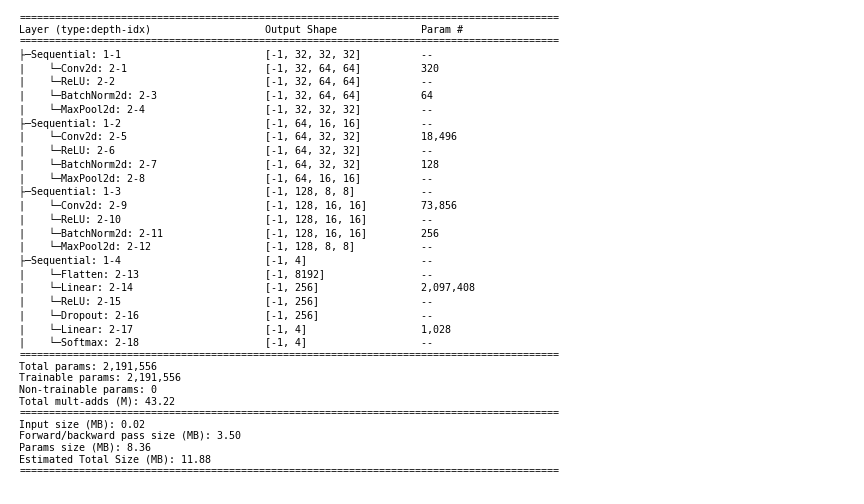 ==========================================================================================
Layer (type:depth-idx)                   Output Shape              Param #
==========================================================================================
├─Sequential: 1-1                        [-1, 32, 32, 32]          --
|    └─Conv2d: 2-1                       [-1, 32, 64, 64]          320
|    └─ReLU: 2-2                         [-1, 32, 64, 64]          --
|    └─BatchNorm2d: 2-3                  [-1, 32, 64, 64]          64
|    └─MaxPool2d: 2-4                    [-1, 32, 32, 32]          --
├─Sequential: 1-2                        [-1, 64, 16, 16]          --
|    └─Conv2d: 2-5                       [-1, 64, 32, 32]          18,496
|    └─ReLU: 2-6                         [-1, 64, 32, 32]          --
|    └─BatchNorm2d: 2-7                  [-1, 64, 32, 32]          128
|    └─MaxPool2d: 2-8                    [-1, 64, 16, 16]          --
├─Sequential: 1-3                        [-1, 128, 8, 8]           --
|    └─Conv2d: 2-9                       [-1, 128, 16, 16]         73,856
|    └─ReLU: 2-10                        [-1, 128, 16, 16]         --
|    └─BatchNorm2d: 2-11                 [-1, 128, 16, 16]         256
|    └─MaxPool2d: 2-12                   [-1, 128, 8, 8]           --
├─Sequential: 1-4                        [-1, 4]                   --
|    └─Flatten: 2-13                     [-1, 8192]                --
|    └─Linear: 2-14                      [-1, 256]                 2,097,408
|    └─ReLU: 2-15                        [-1, 256]                 --
|    └─Dropout: 2-16                     [-1, 256]                 --
|    └─Linear: 2-17                      [-1, 4]                   1,028
|    └─Softmax: 2-18                     [-1, 4]                   --
==========================================================================================
Total params: 2,191,556
Trainable params: 2,191,556
Non-trainable params: 0
Total mult-adds (M): 43.22
==========================================================================================
Input size (MB): 0.02
Forward/backward pass size (MB): 3.50
Params size (MB): 8.36
Estimated Total Size (MB): 11.88
==========================================================================================